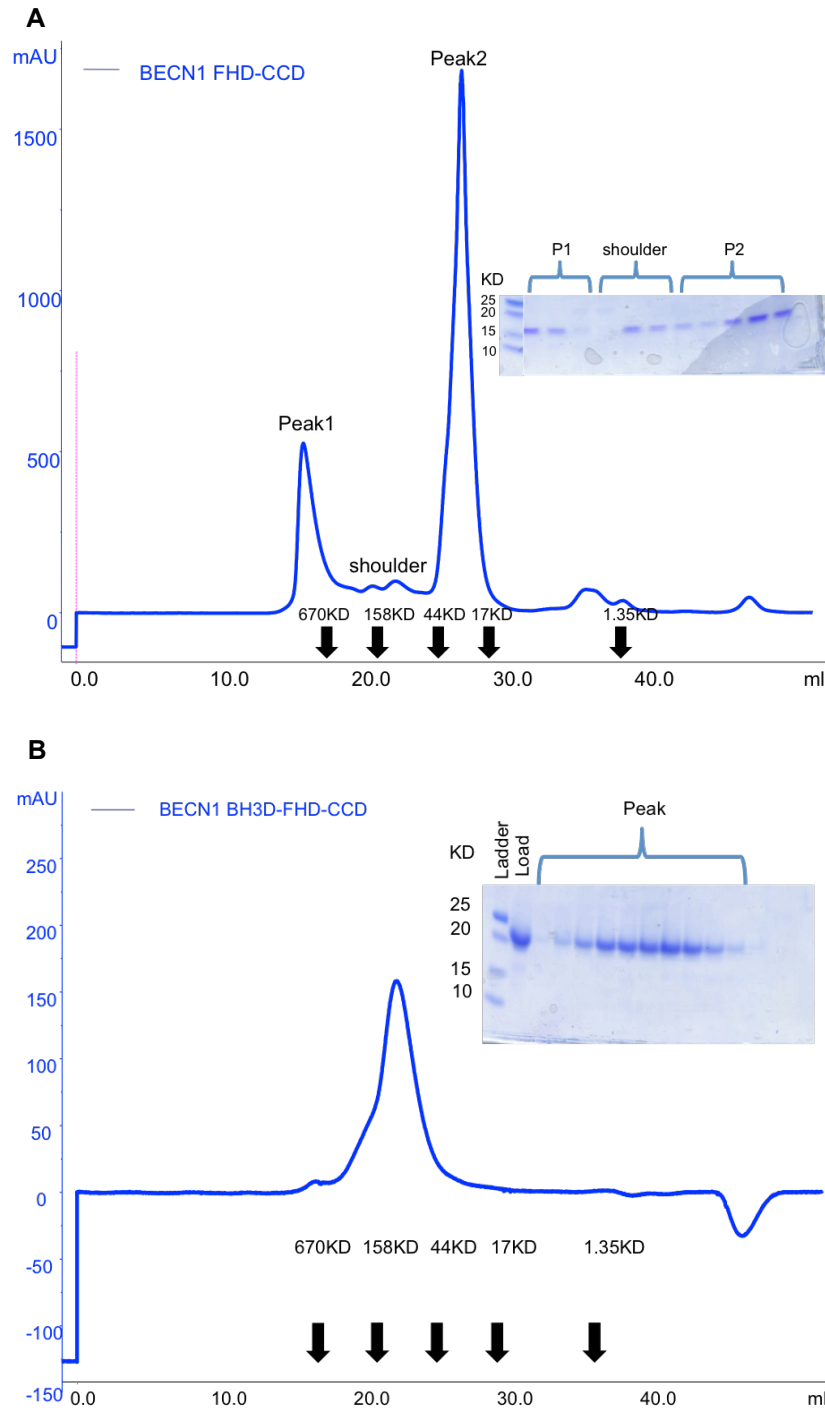 A
mAU
BECN1 FHD-CCD
Peak2
1500
P1 shoulder P2
KD
25
20
15
10
1000
Peak1
500
shoulder
0
670KD 158KD 44KD 17KD 1.35KD
0.0 10.0 20.0 30.0 40.0 ml
B
mAU
BECN1 BH3D-FHD-CCD
Peak
KD Ladder Load
25
20
15
10
250
200
150
100
50
0
-50
-100
-150
670KD 158KD 44KD 17KD 1.35KD
0.0 10.0 20.0 30.0 40.0 ml